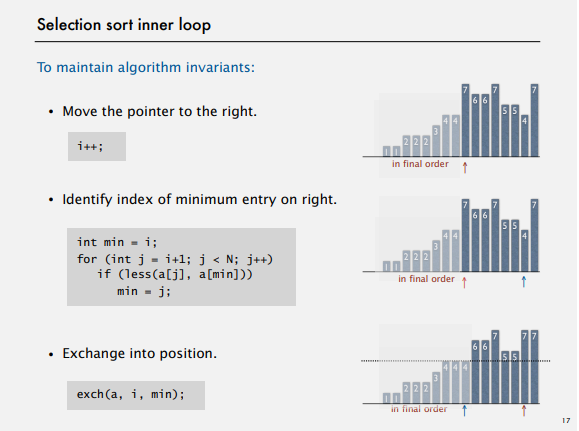 Selection sort inner loop
To maintain algorithm invariants:
• Move the pointer to the right.
i++;
1 1 2 2 2 3 4 4 7 6 6 7 5 5 4 7
in final order
• Identify index of minimum entry on right.
int min = i;
for (int j = i+1; j < N; j++)
if (less(a[j], a[min]))
min = j;
1 1 2 2 2 3 4 4 7 6 6 7 5 5 4 7
in final order
• Exchange into position.
exch(a, i, min);
1 1 2 2 2 3 4 4 4 6 6 7 5 5 7 7
in final order
17